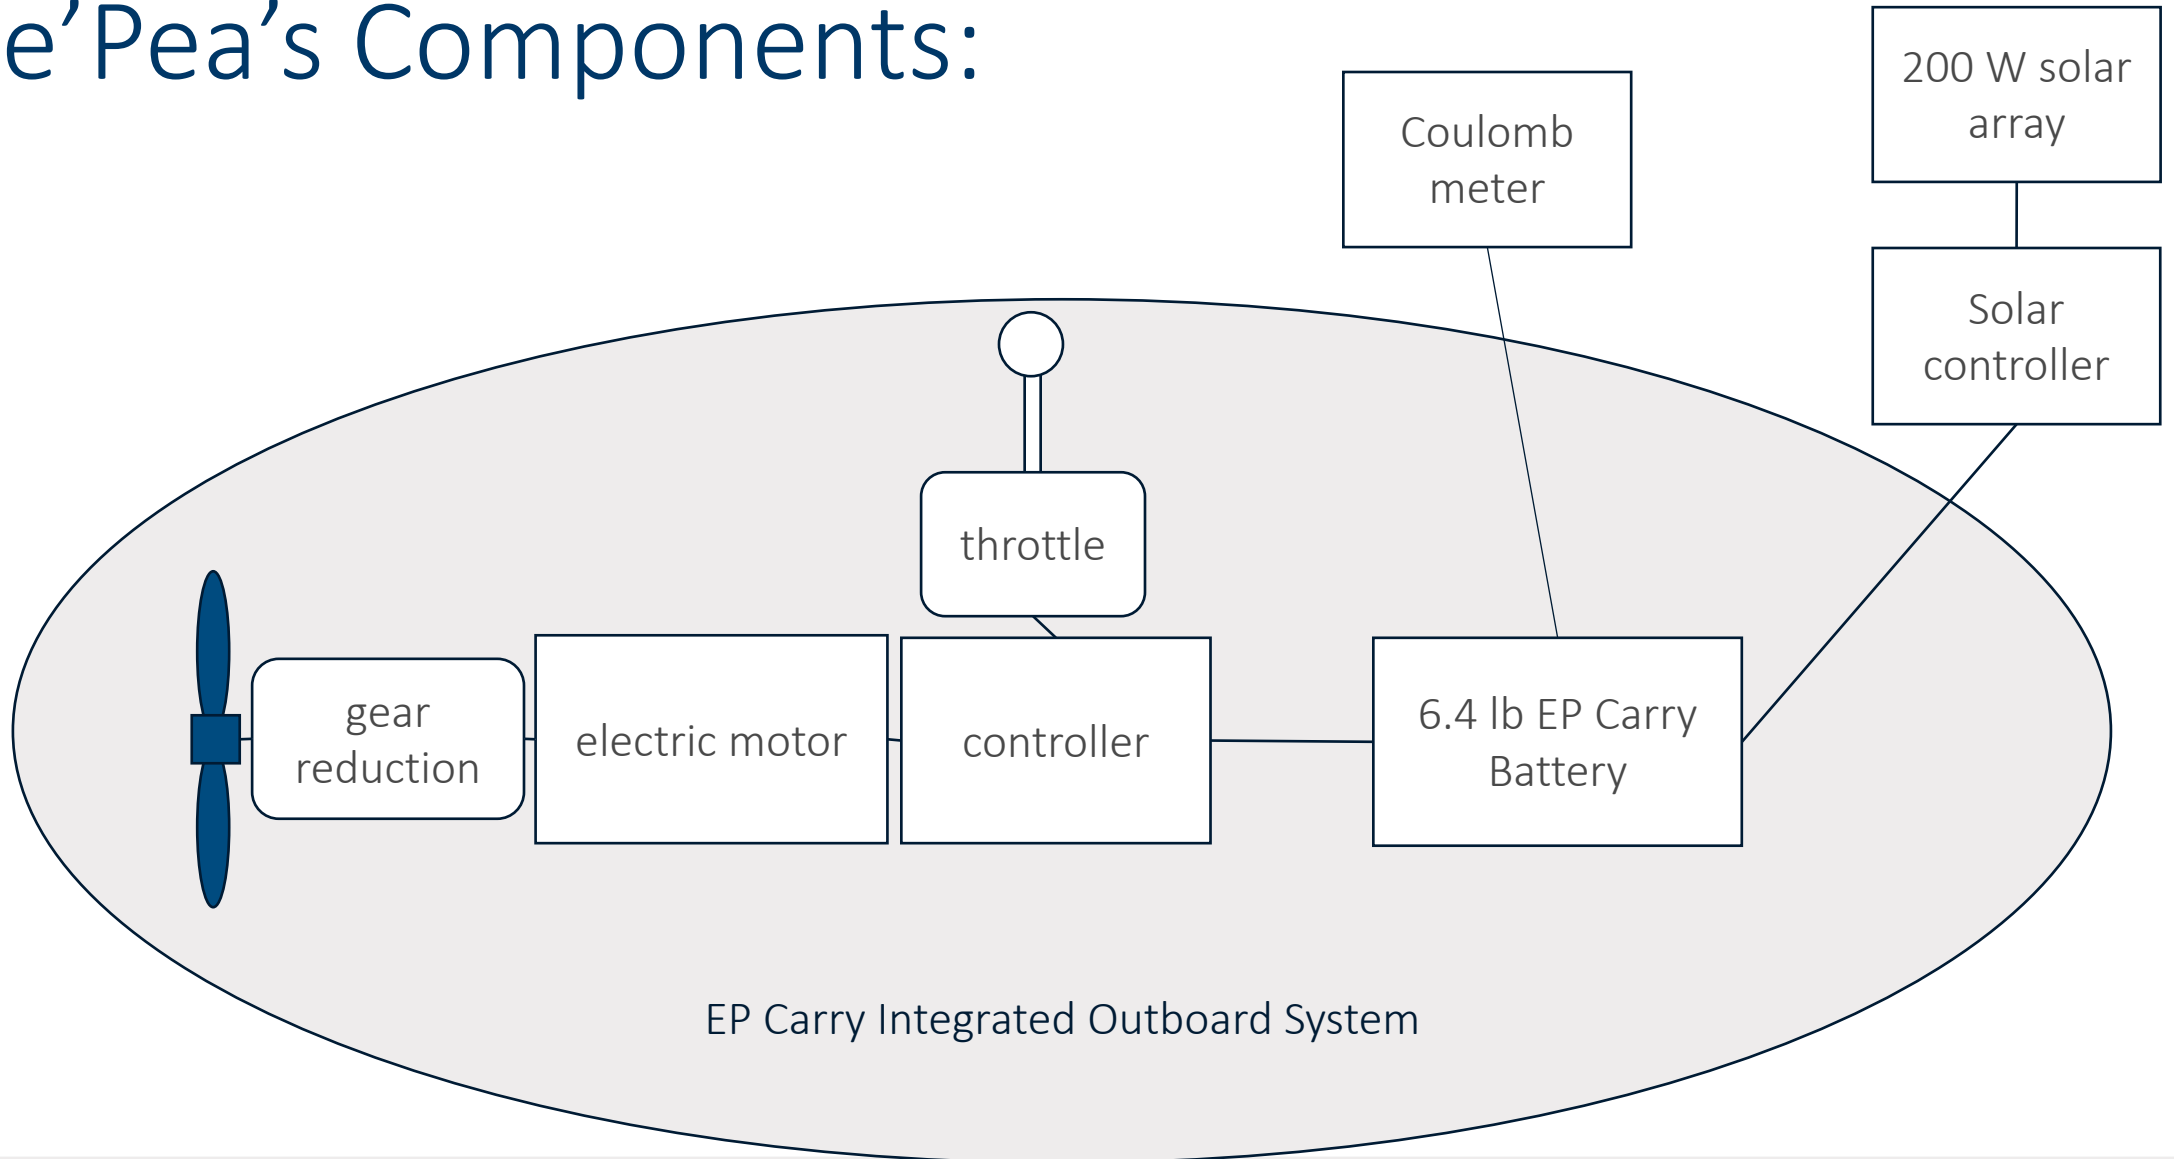 e’Pea’s Components:
200 W solar
array
Coulomb
meter
Solar
controller
throttle
gear
reduction
electric motor
controller
6.4 lb EP Carry
Battery
EP Carry Integrated Outboard System